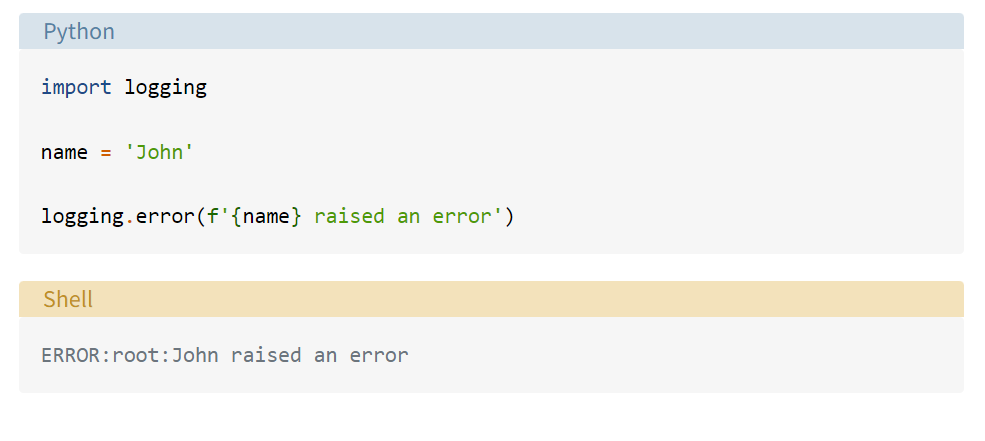 Python
import logging
name = 'John'
logging.error(f'{name} raised an error')
Shell
ERROR:root:John raised an error